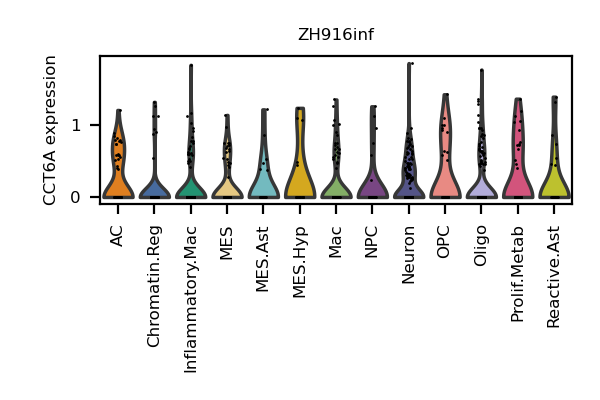 ZH916inf
CCT6A expression
1
0
AC
Chromatin.Reg
Inflammatory.Mac
MES
MES.Ast
MES.Hyp
Mac
NPC
Neuron
OPC
Oligo
Prolif.Metab
Reactive.Ast